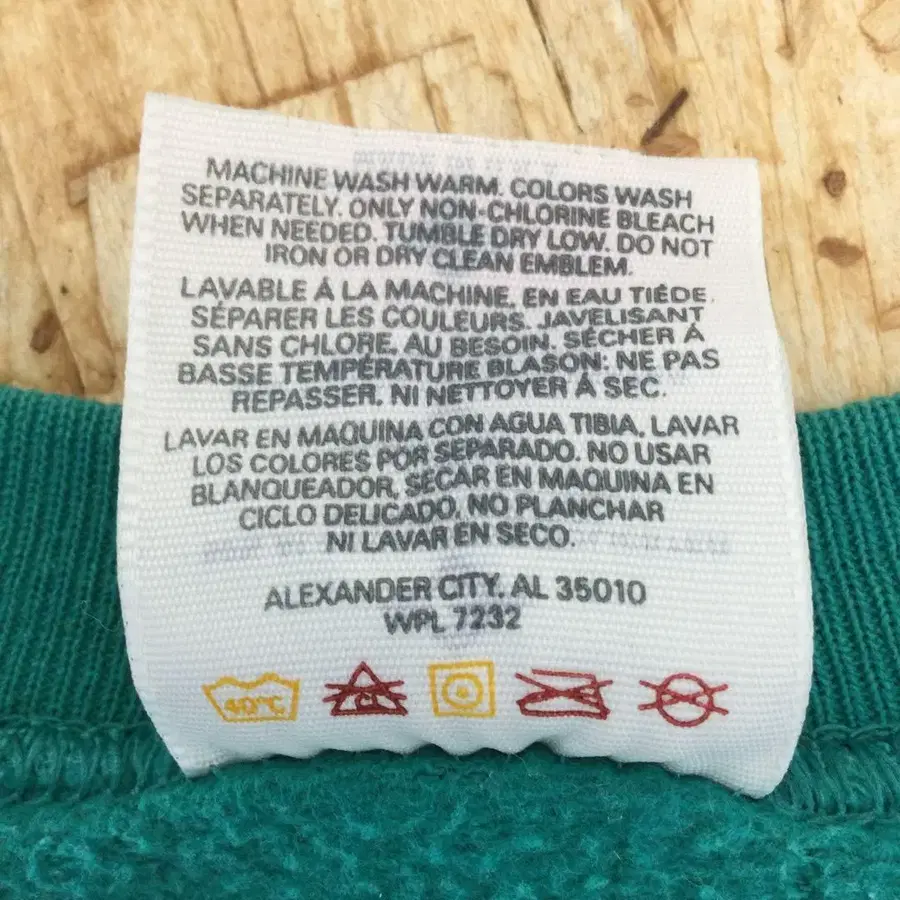 MACHINE WASH WARM. COLORS WASH
SEPARATELY. ONLY NON-CHLORINE BLEACH
WHEN NEEDED. TUMBLE DRY LOW. DO NOT
IRON OR DRY CLEAN EMBLEM.
LAVABLE Á LA MACHINE. EN EAU TIÉDE.
SÉPARER LES COULEURS. JAVELISANT
SANS CHLORE, AU BESOIN. SÉCHER Á
BASSE TEMPÉRATURE BLASON: NE PAS
REPASSER. NI NETTOYER Á SEC.
LAVAR EN MAQUINA CON AGUA TIBIA, LAVAR
LOS COLORES POR SEPARADO. NO USAR
BLANQUEADOR, SECAR EN MAQUINA EN
CICLO DELICADO, NO PLANCHAR
NI LAVAR EN SECO.
ALEXANDER CITY, AL 35010
WPL 7232
40°C CL